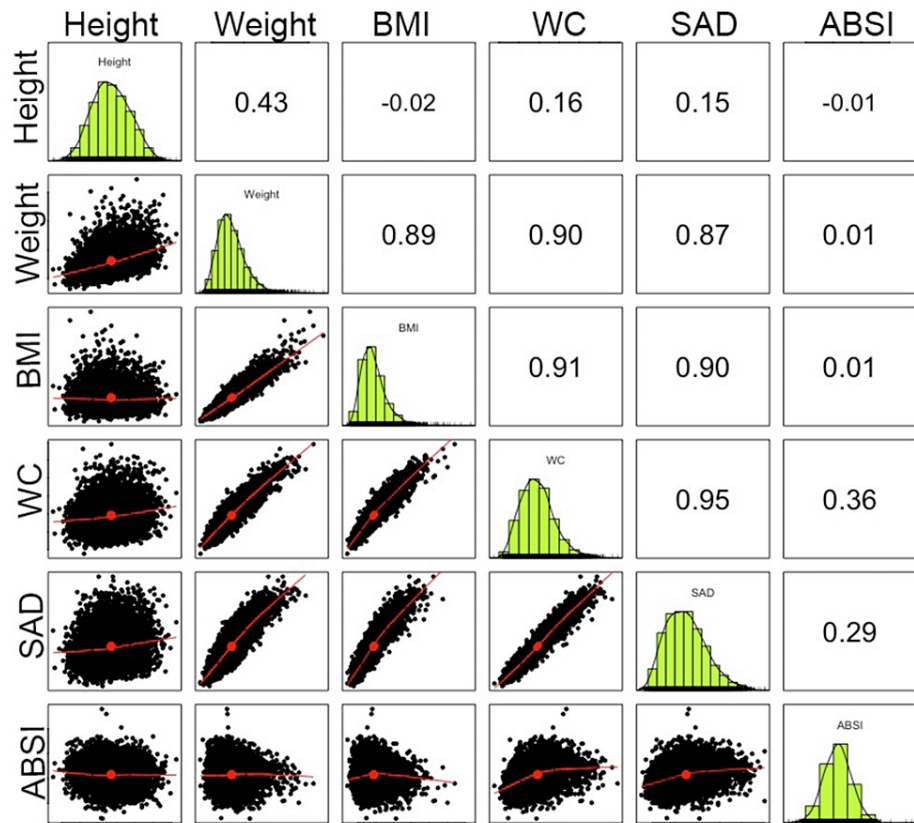 Height Weight BMI WC SAD ABSI
Height Height 0.43 -0.02 0.16 0.15 -0.01
Weight Weight 0.89 0.90 0.87 0.01
BMI BMI 0.91 0.90 0.01
WC WC 0.95 0.36
SAD SAD 0.29
ABSI ABSI